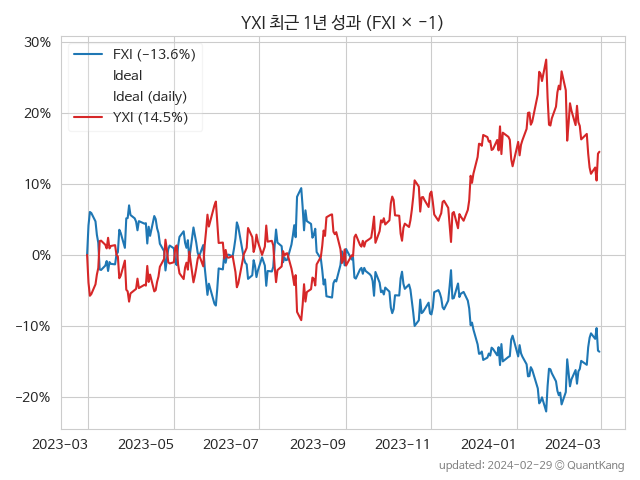 YXI 최근 1년 성과 (FXI × −1)
FXI (−13.6%)
Ideal
Ideal (daily)
YXI (14.5%)
30%
20%
10%
0%
−10%
−20%
2023-03 2023-05 2023-07 2023-09 2023-11 2024-01 2024-03
updated: 2024-02-29 © QuantKang